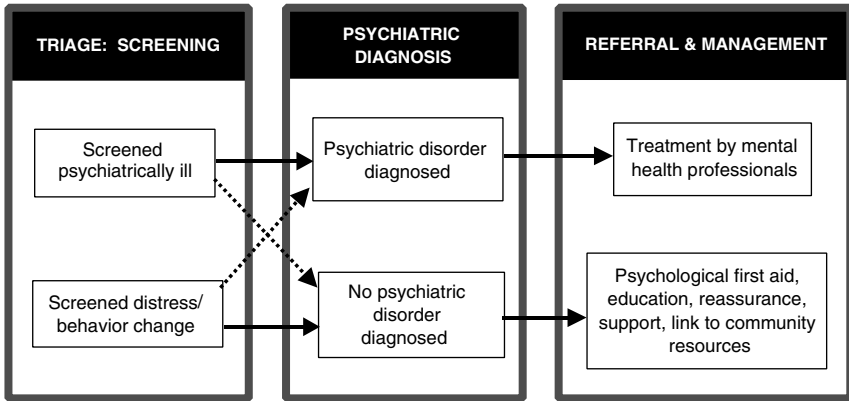 TRIAGE: SCREENING
Screened
psychiatrically ill
Screened distress/
behavior change
PSYCHIATRIC
DIAGNOSIS
Psychiatric disorder
diagnosed
No psychiatric
disorder
diagnosed
REFERRAL & MANAGEMENT
Treatment by mental
health professionals
Psychological first aid,
education, reassurance,
support, link to community
resources